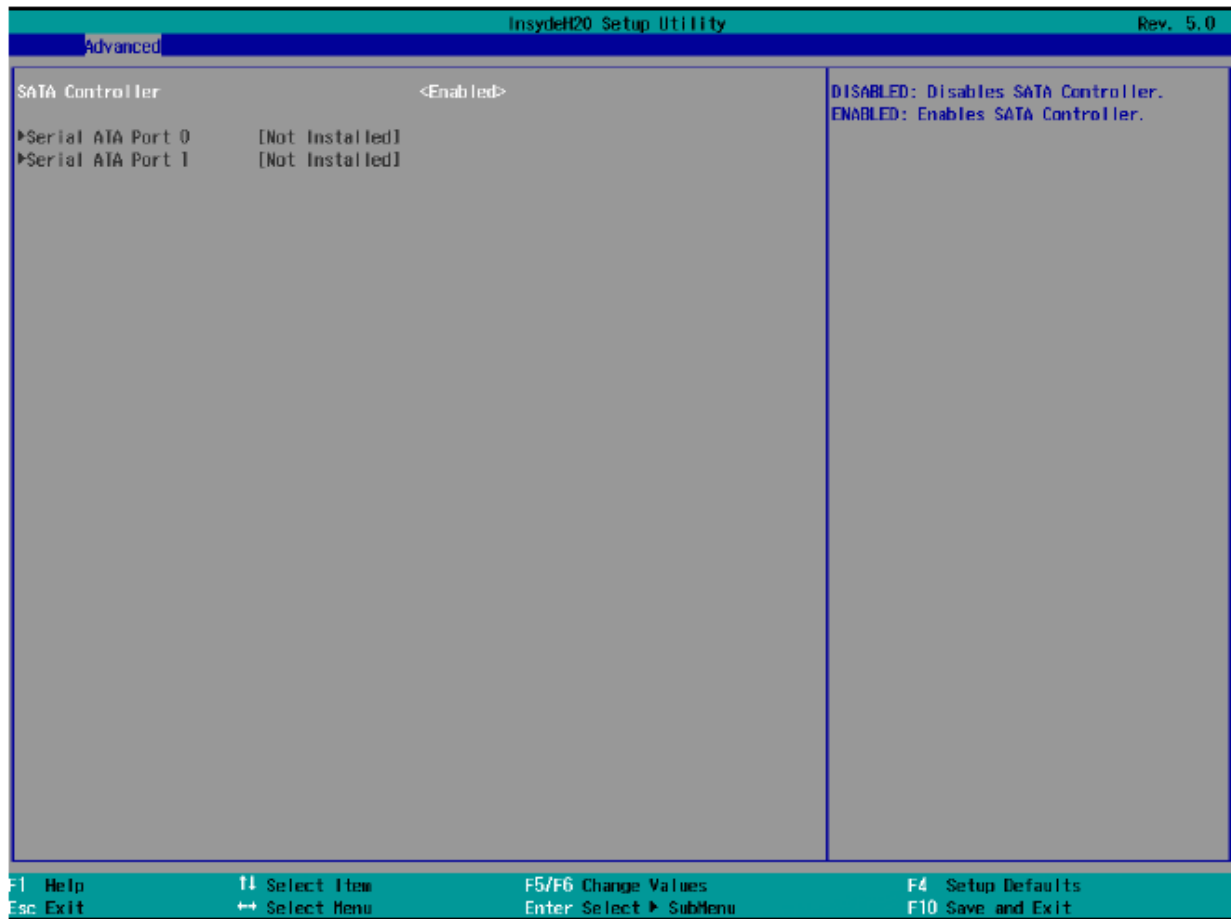 InsydeH2O Setup Utility Rev. 5.0
Advanced
SATA Controller <Enabled>
▶Serial ATA Port 0 [Not Installed]
▶Serial ATA Port 1 [Not Installed]
DISABLED: Disables SATA Controller.
ENABLED: Enables SATA Controller.
F1 Help ↑↓ Select Item F5/F6 Change Values F4 Setup Defaults
Esc Exit ↔ Select Menu Enter Select ▶ SubMenu F10 Save and Exit